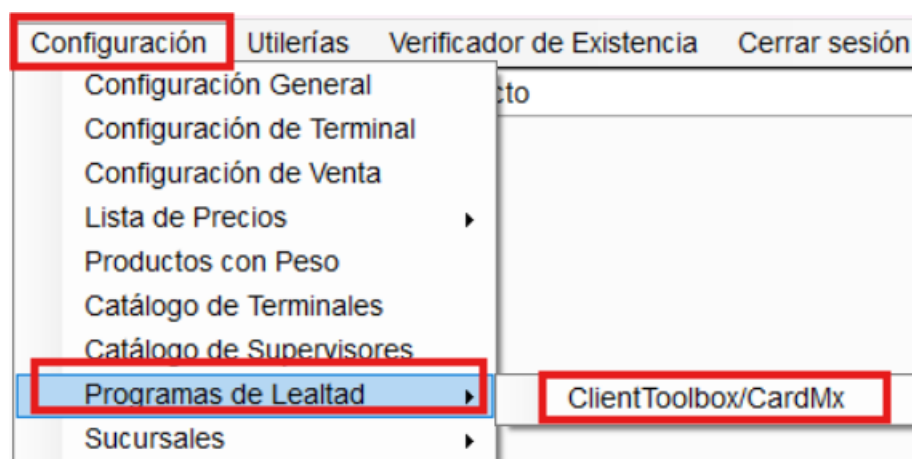 Configuración Utilerías Verificador de Existencia Cerrar sesión
Configuración General
cto
Configuración de Terminal
Configuración de Venta
Lista de Precios
Productos con Peso
Catálogo de Terminales
Catálogo de Supervisores
Programas de Lealtad ClientToolbox/CardMx
Sucursales